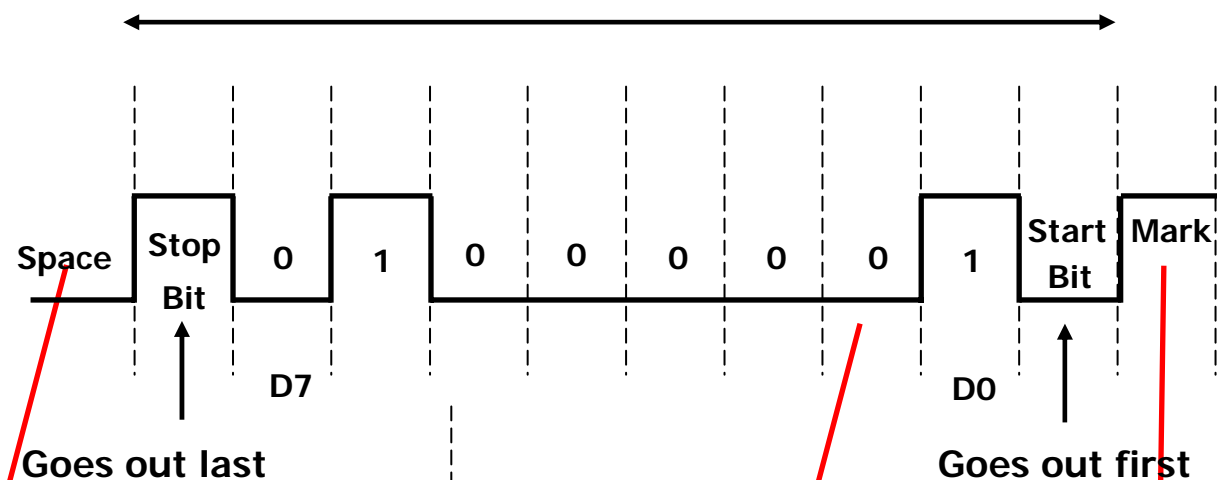 Space
Stop
Bit
0
1
0
0
0
0
0
1
Start
Bit
Mark
D7
D0
Goes out last
Goes out first